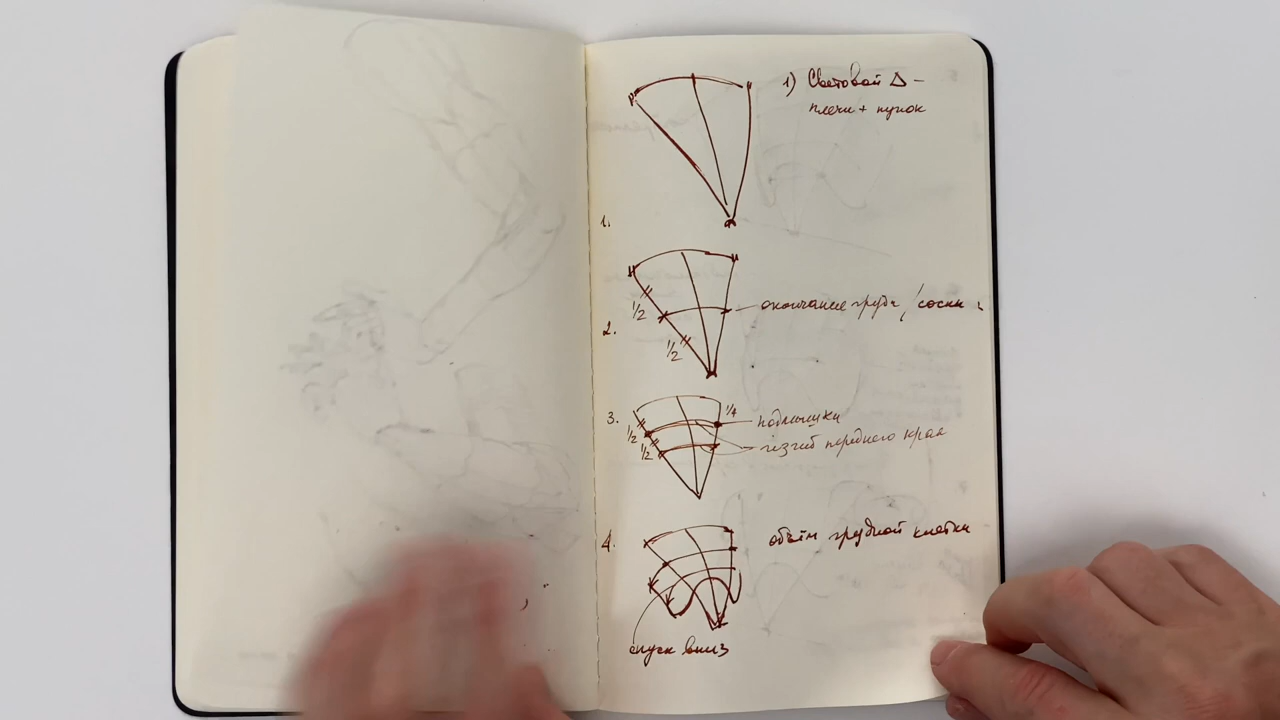 1) Световой Δ -
плечи + пупок
1.
1/2
1/2
2.
окончание груди / соски
3.
1/4
1/2
1/2
подмышки
изгиб переднего края
4.
объём грудной клетки
спуск вниз